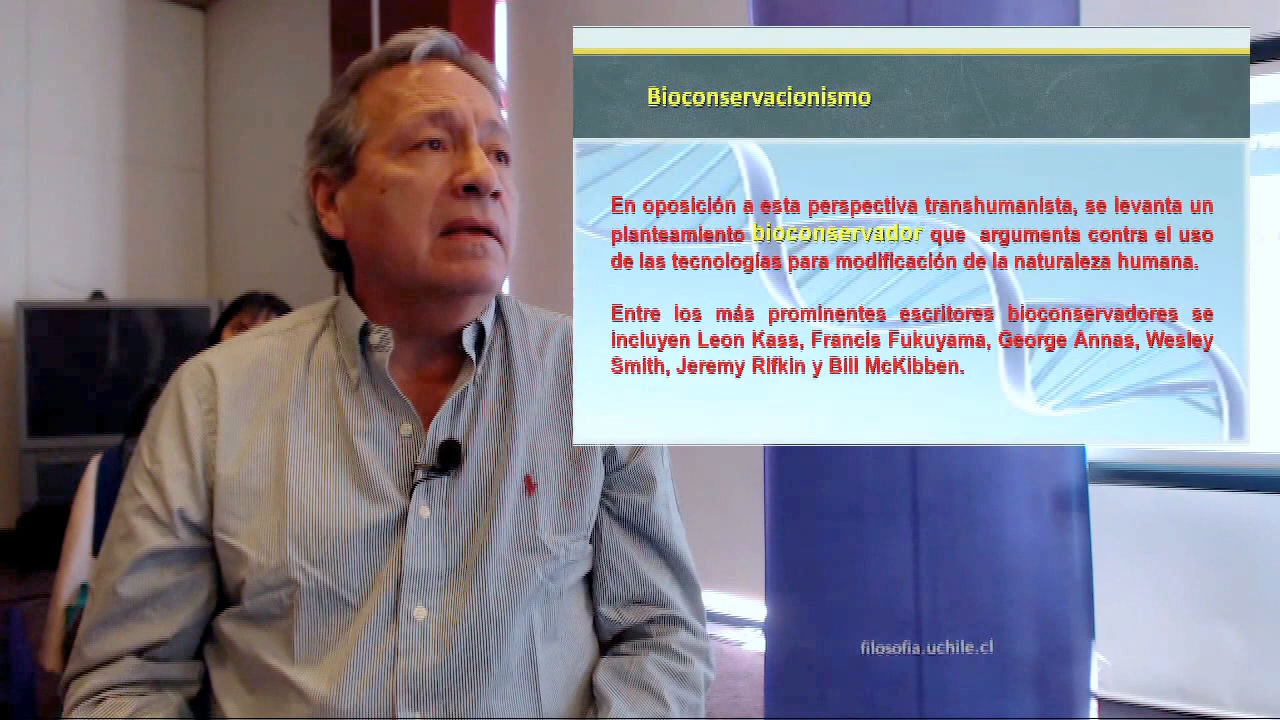 Bioconservacionismo
En oposición a esta perspectiva transhumanista, se levanta un
planteamiento bioconservador que argumenta contra el uso
de las tecnologías para modificación de la naturaleza humana.
Entre los más prominentes escritores bioconservadores se
incluyen Leon Kass, Francis Fukuyama, George Annas, Wesley
Smith, Jeremy Rifkin y Bill McKibben.
filosofia.uchile.cl